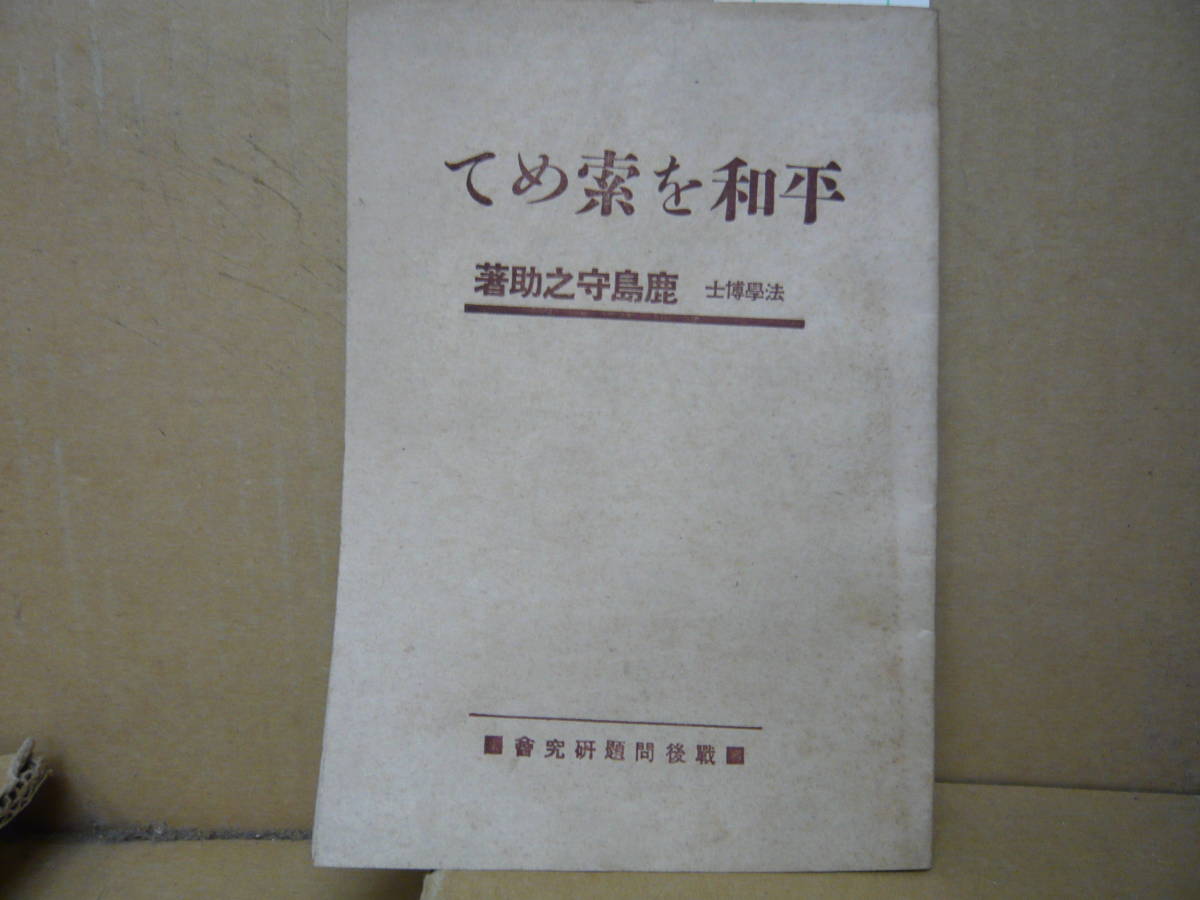 平和を索めて
法學博士 鹿島守之助著
■戰後問題硏究會■